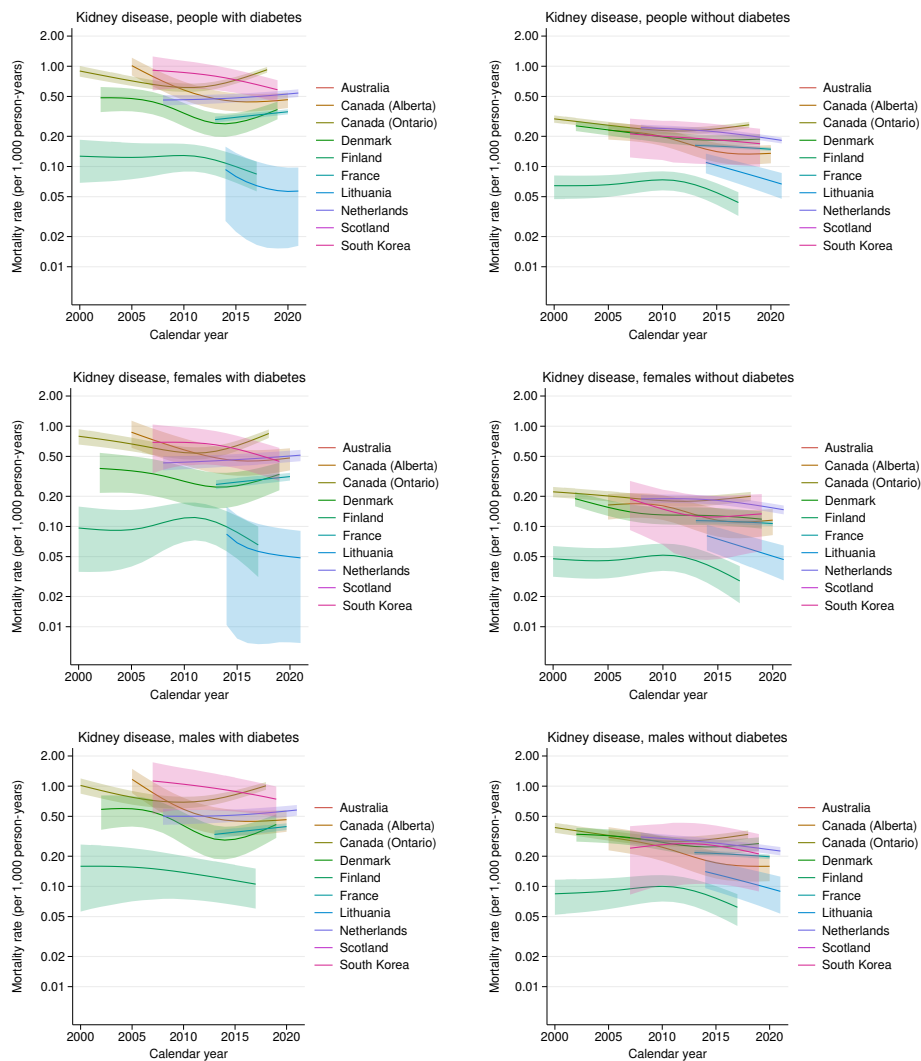 Kidney disease, people with diabetes
Mortality rate (per 1,000 person-years)
2.00
1.00
0.50
0.20
0.10
0.05
0.02
0.01
2000 2005 2010 2015 2020
Calendar year
Australia
Canada (Alberta)
Canada (Ontario)
Denmark
Finland
France
Lithuania
Netherlands
Scotland
South Korea
Kidney disease, people without diabetes
Mortality rate (per 1,000 person-years)
2.00
1.00
0.50
0.20
0.10
0.05
0.02
0.01
2000 2005 2010 2015 2020
Calendar year
Australia
Canada (Alberta)
Canada (Ontario)
Denmark
Finland
France
Lithuania
Netherlands
Scotland
South Korea
Kidney disease, females with diabetes
Mortality rate (per 1,000 person-years)
2.00
1.00
0.50
0.20
0.10
0.05
0.02
0.01
2000 2005 2010 2015 2020
Calendar year
Australia
Canada (Alberta)
Canada (Ontario)
Denmark
Finland
France
Lithuania
Netherlands
Scotland
South Korea
Kidney disease, females without diabetes
Mortality rate (per 1,000 person-years)
2.00
1.00
0.50
0.20
0.10
0.05
0.02
0.01
2000 2005 2010 2015 2020
Calendar year
Australia
Canada (Alberta)
Canada (Ontario)
Denmark
Finland
France
Lithuania
Netherlands
Scotland
South Korea
Kidney disease, males with diabetes
Mortality rate (per 1,000 person-years)
2.00
1.00
0.50
0.20
0.10
0.05
0.02
0.01
2000 2005 2010 2015 2020
Calendar year
Australia
Canada (Alberta)
Canada (Ontario)
Denmark
Finland
France
Lithuania
Netherlands
Scotland
South Korea
Kidney disease, males without diabetes
Mortality rate (per 1,000 person-years)
2.00
1.00
0.50
0.20
0.10
0.05
0.02
0.01
2000 2005 2010 2015 2020
Calendar year
Australia
Canada (Alberta)
Canada (Ontario)
Denmark
Finland
France
Lithuania
Netherlands
Scotland
South Korea